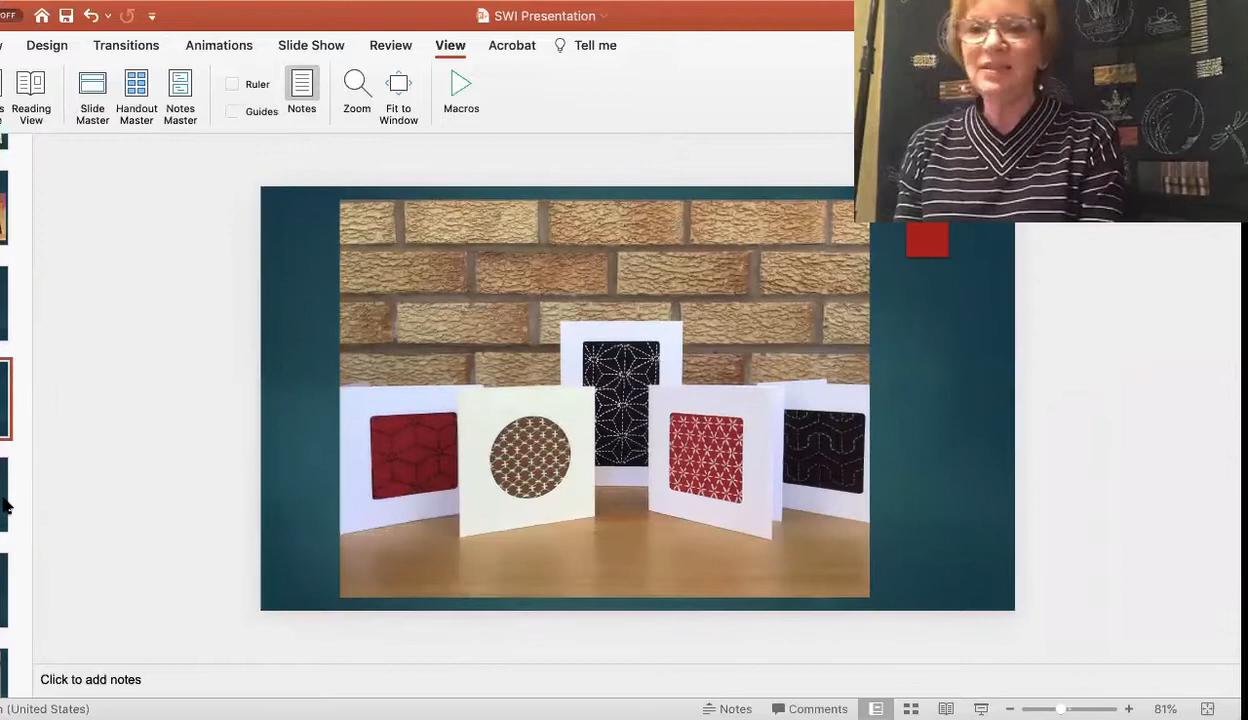 OFF
SWI Presentation
Design
Transitions
Animations
Slide Show
Review
View
Acrobat
Tell me
Reading
View
Slide
Master
Handout
Master
Notes
Master
Ruler
Guides
Notes
Zoom
Fit to
Window
Macros
Click to add notes
(United States)
Notes
Comments
81%